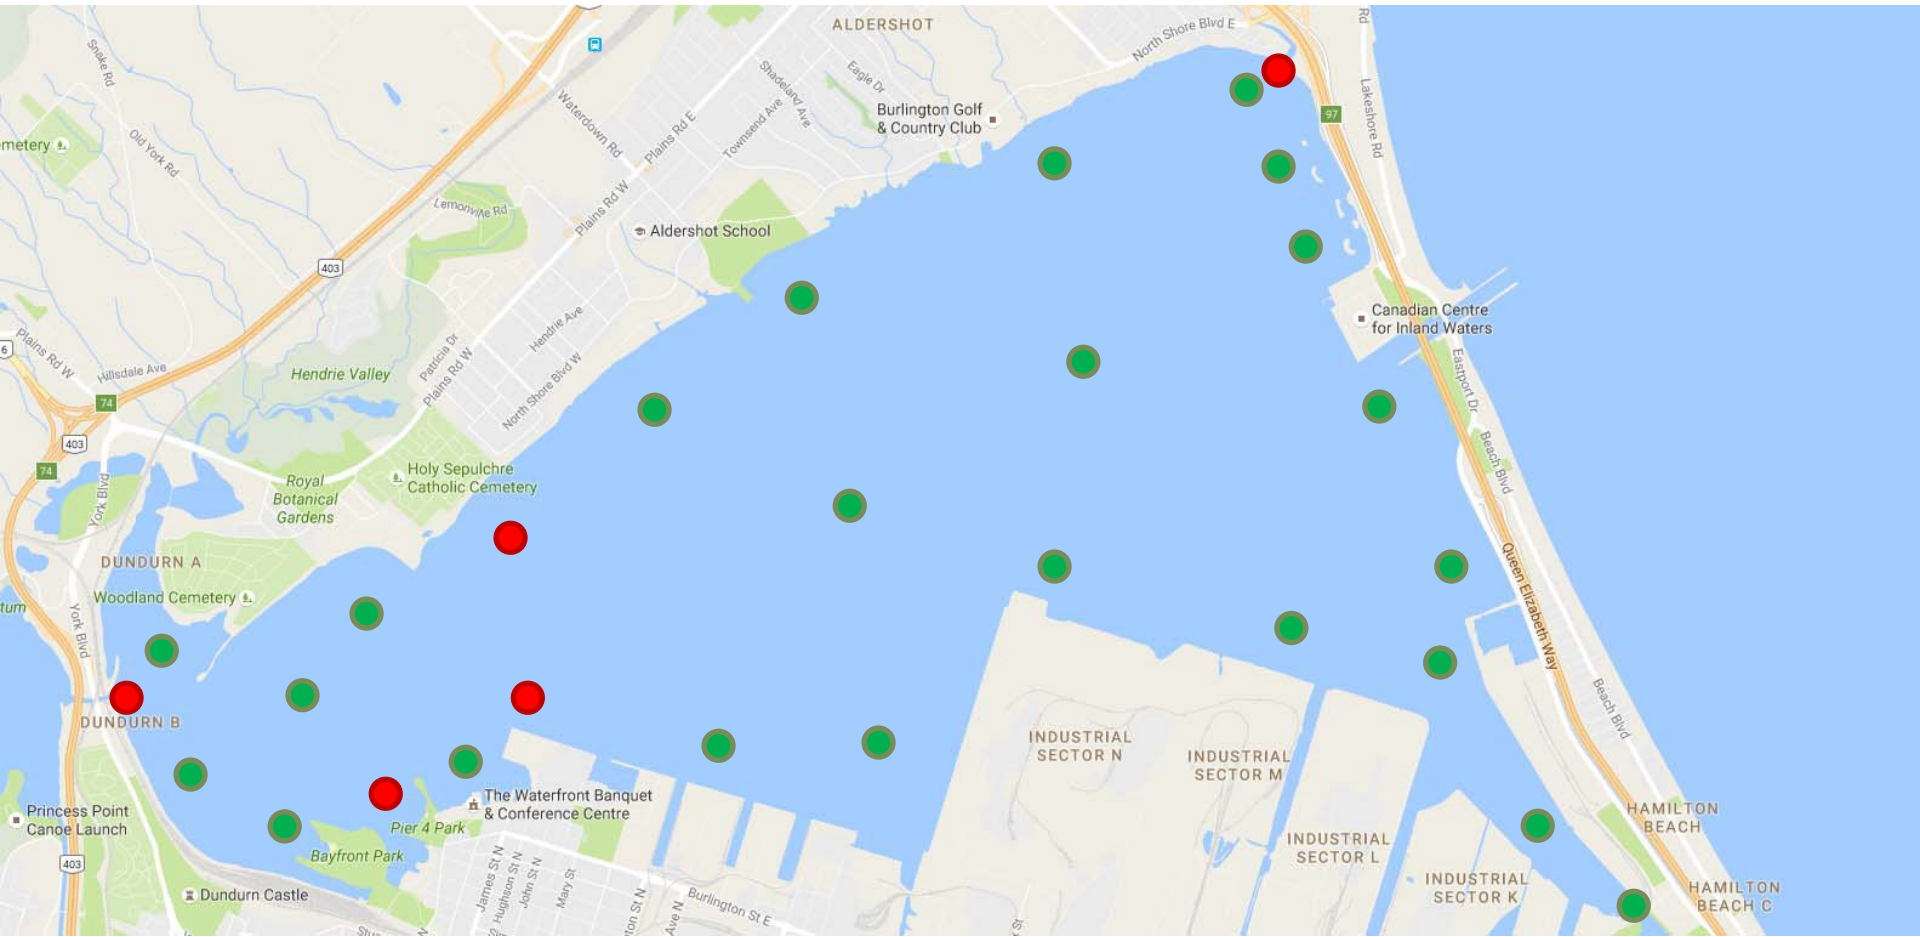 ALDERSHOT
North Shore Blvd E
Rd
Snake Rd
Shadeland Ave
Eagle Dr
Lakeshore Rd
Waterdown Rd
Plains Rd E
Townsend Ave
Burlington Golf
& Country Club
97
emetery
Old York Rd
Lemonville Rd
Plains Rd W
Aldershot School
403
Canadian Centre
for Inland Waters
Hendrie Ave
6
Plains Rd W
Hillsdale Ave
Hendrie Valley
Patricia Dr
Plains Rd W
North Shore Blvd W
Eastport Dr
74
403
74
Beach Blvd
York Blvd
Royal
Botanical
Gardens
Holy Sepulchre
Catholic Cemetery
DUNDURN A
Woodland Cemetery
tum
York Blvd
Queen Elizabeth Way
DUNDURN B
Beach Blvd
INDUSTRIAL
SECTOR N
INDUSTRIAL
SECTOR M
Princess Point
Canoe Launch
The Waterfront Banquet
& Conference Centre
Pier 4 Park
Bayfront Park
HAMILTON
BEACH
INDUSTRIAL
SECTOR L
INDUSTRIAL
SECTOR K
HAMILTON
BEACH C
403
Dundurn Castle
James St N
Hughson St N
John St N
Mary St
ton St N
Ave N
Burlington St E